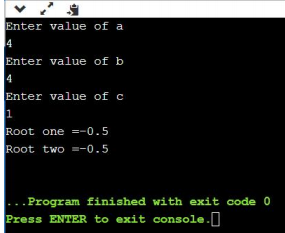 Enter value of a
4
Enter value of b
4
Enter value of c
1
Root one =-0.5
Root two =-0.5
...Program finished with exit code 0
Press ENTER to exit console.